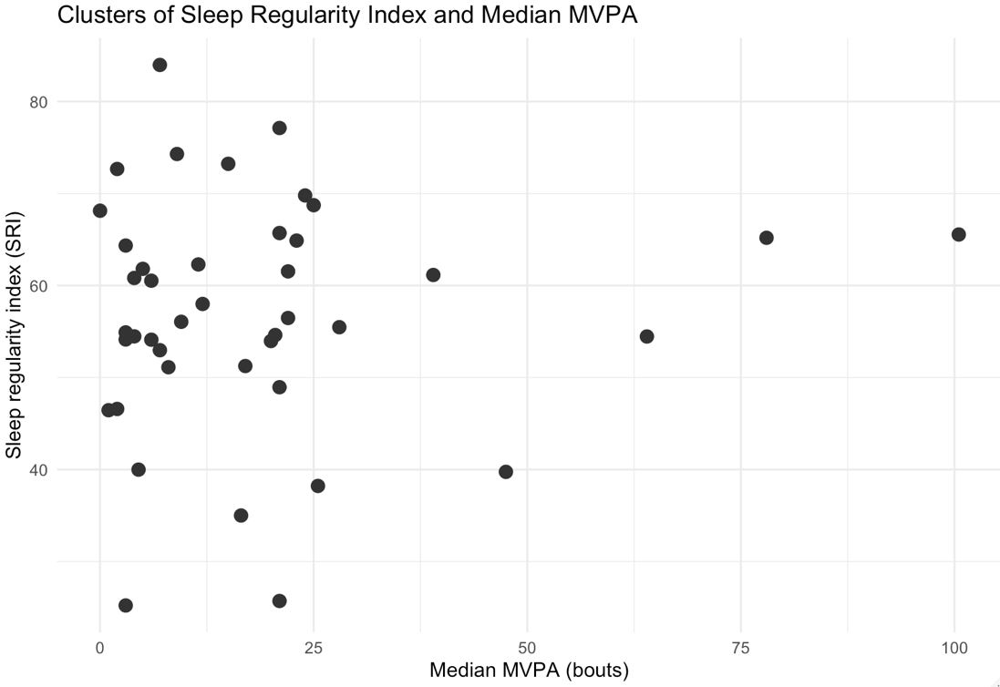 Clusters of Sleep Regularity Index and Median MVPA
Sleep regularity index (SRI)
80
60
40
0 25 50 75 100
Median MVPA (bouts)